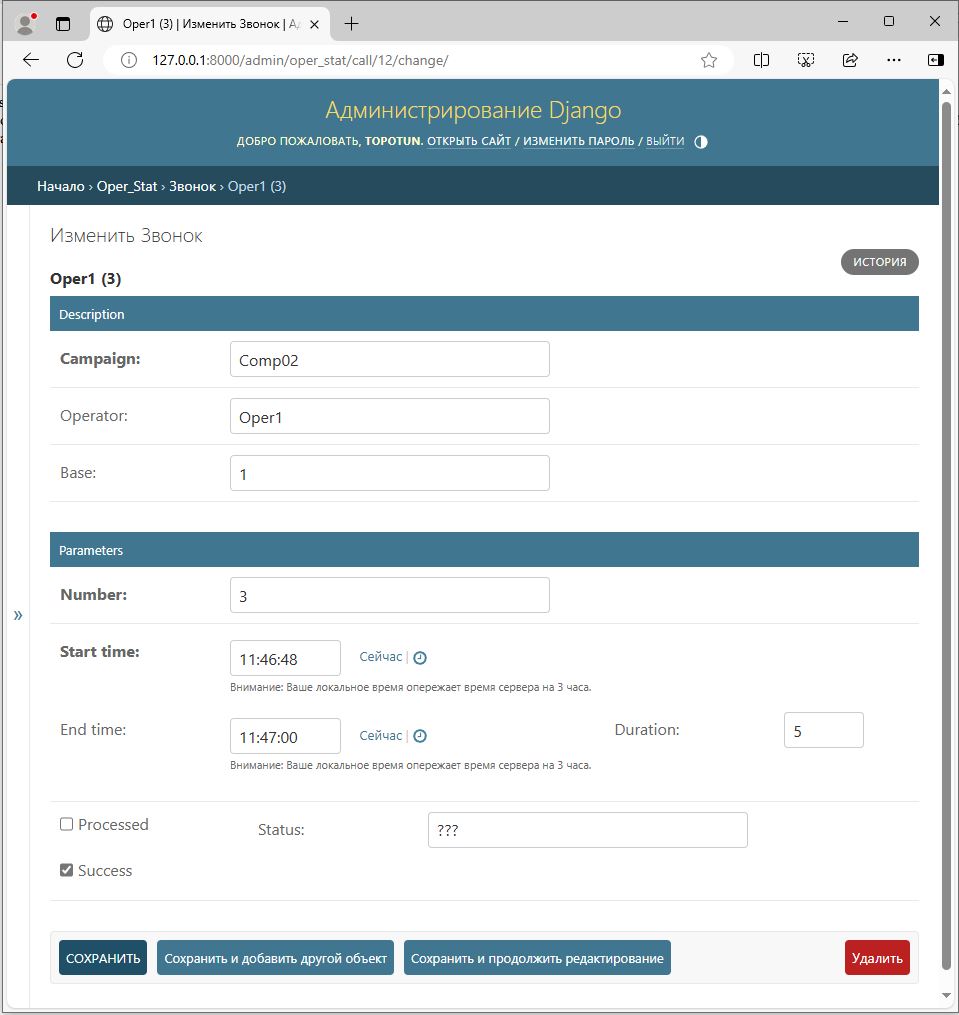 Oper1 (3) | Изменить Звонок | Ад
127.0.0.1:8000/admin/oper_stat/call/12/change/
Администрирование Django
ДОБРО ПОЖАЛОВАТЬ, TOPOTUN. ОТКРЫТЬ САЙТ / ИЗМЕНИТЬ ПАРОЛЬ / ВЫЙТИ
Начало › Oper_Stat › Звонок › Oper1 (3)
Изменить Звонок
ИСТОРИЯ
Oper1 (3)
Description
Campaign: Comp02
Operator: Oper1
Base: 1
Parameters
Number: 3
»
Start time: 11:46:48 Сейчас |
Внимание: Ваше локальное время опережает время сервера на 3 часа.
End time: 11:47:00 Сейчас | Duration: 5
Внимание: Ваше локальное время опережает время сервера на 3 часа.
Processed Status: ???
Success
СОХРАНИТЬ Сохранить и добавить другой объект Сохранить и продолжить редактирование Удалить